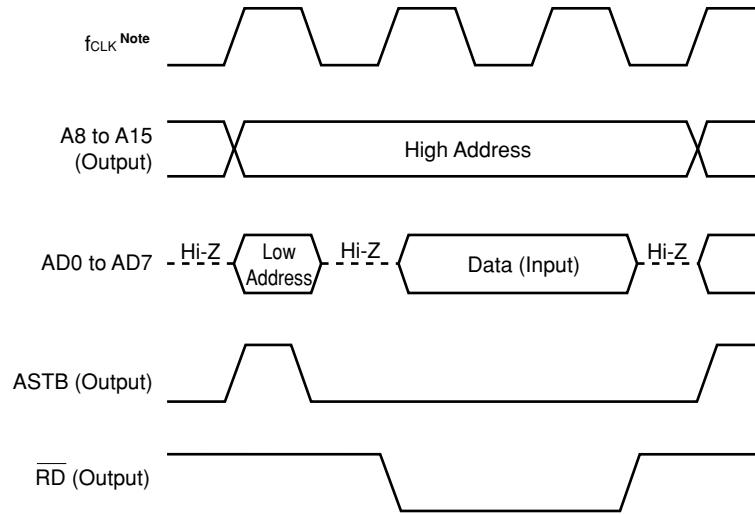 fCLK Note
A8 to A15
(Output)
High Address
AD0 to AD7
Hi-Z
Low
Address
Hi-Z
Data (Input)
Hi-Z
ASTB (Output)
RD (Output)